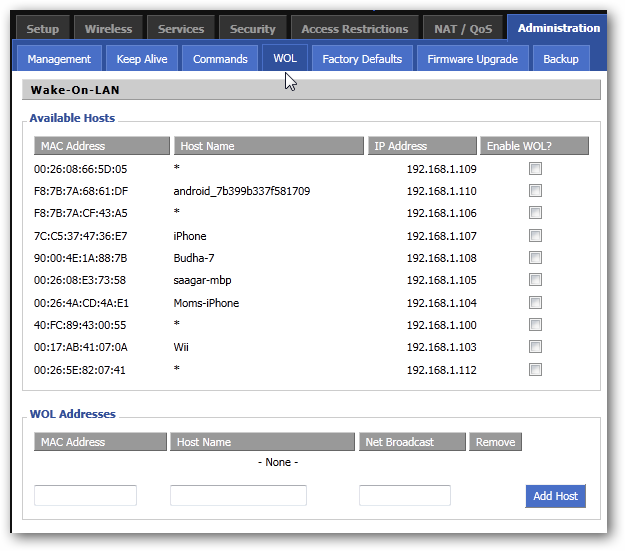 Setup Wireless Services Security Access Restrictions NAT / QoS Administration
Management Keep Alive Commands WOL Factory Defaults Firmware Upgrade Backup
Wake-On-LAN
Available Hosts
MAC Address Host Name IP Address Enable WOL?
00:26:08:66:5D:05 * 192.168.1.109
F8:7B:7A:68:61:DF android_7b399b337f581709 192.168.1.110
F8:7B:7A:CF:43:A5 * 192.168.1.106
7C:C5:37:47:36:E7 iPhone 192.168.1.107
90:00:4E:1A:88:7B Budha-7 192.168.1.108
00:26:08:E3:73:58 saagar-mbp 192.168.1.105
00:26:4A:CD:4A:E1 Moms-iPhone 192.168.1.104
40:FC:89:43:00:55 * 192.168.1.100
00:17:AB:41:07:0A Wii 192.168.1.103
00:26:5E:82:07:41 * 192.168.1.112
WOL Addresses
MAC Address Host Name Net Broadcast Remove
- None -
Add Host